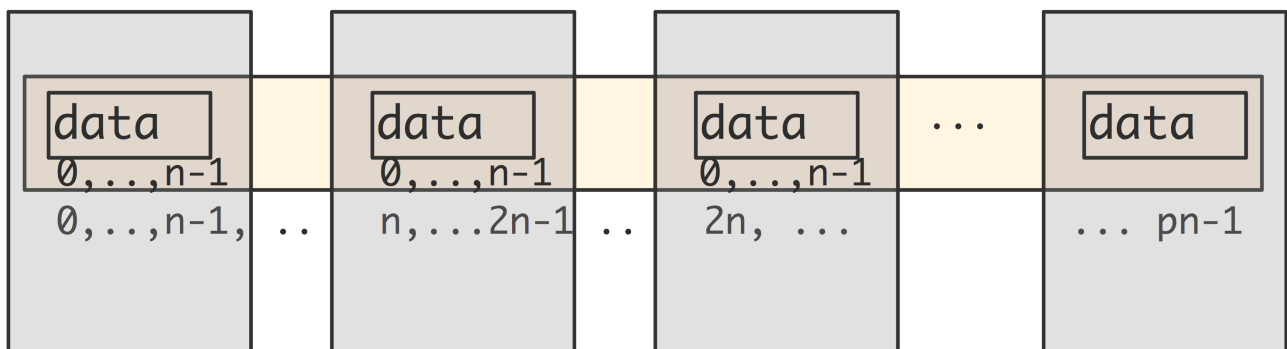 data data data ... data
0,..,n-1 0,..,n-1 0,..,n-1
0,..,n-1, .. n,...2n-1 .. 2n, ... ... pn-1